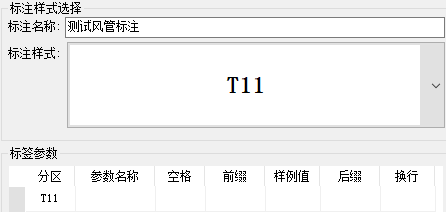 标注样式选择
标注名称: 测试风管标注
标注样式:
T11
标签参数
分区 参数名称 空格 前缀 样例值 后缀 换行
T11